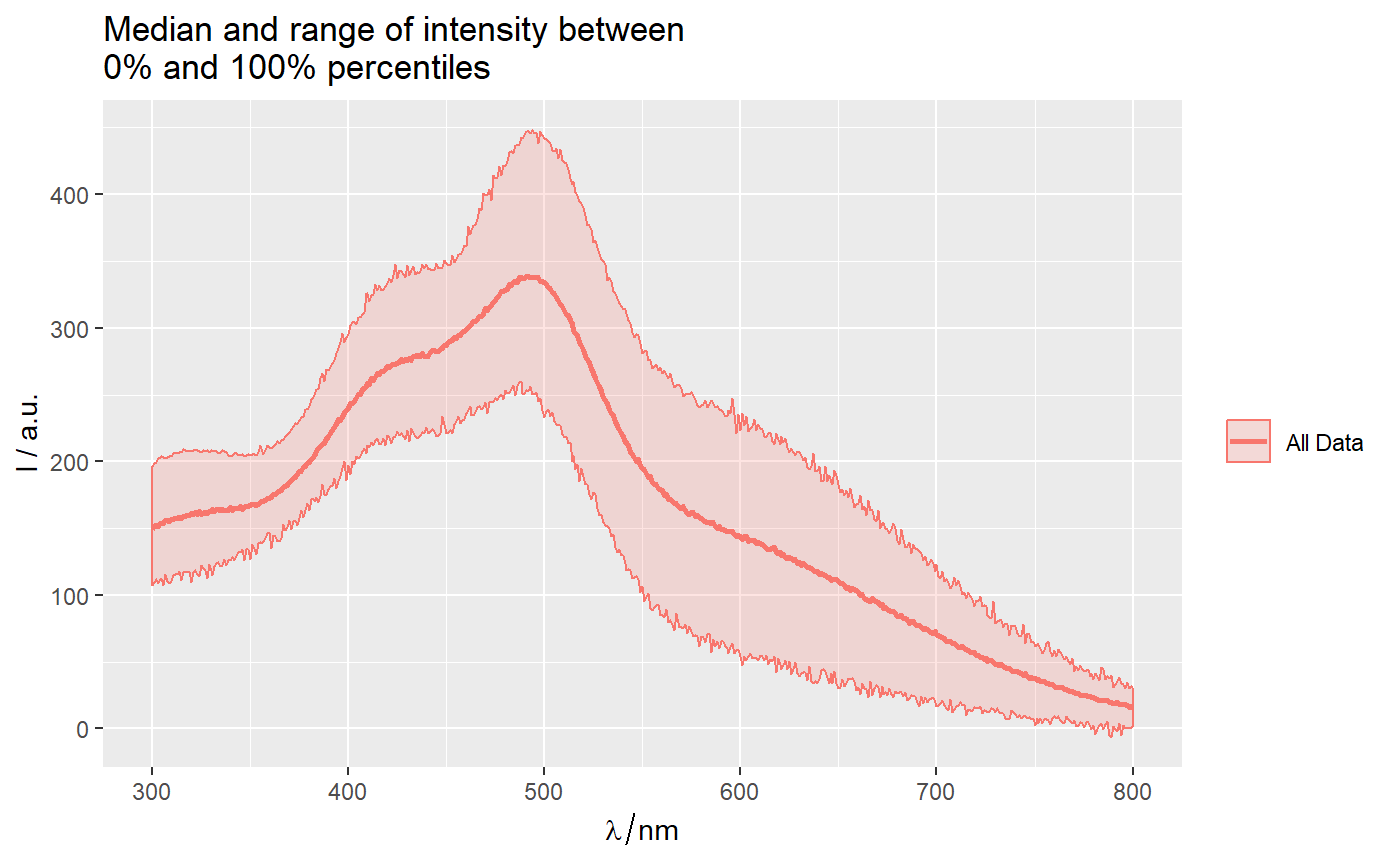 Median and range of intensity between
0% and 100% percentiles
I / a.u.
400
300
200
100
0
300 400 500 600 700 800
λ/nm
All Data